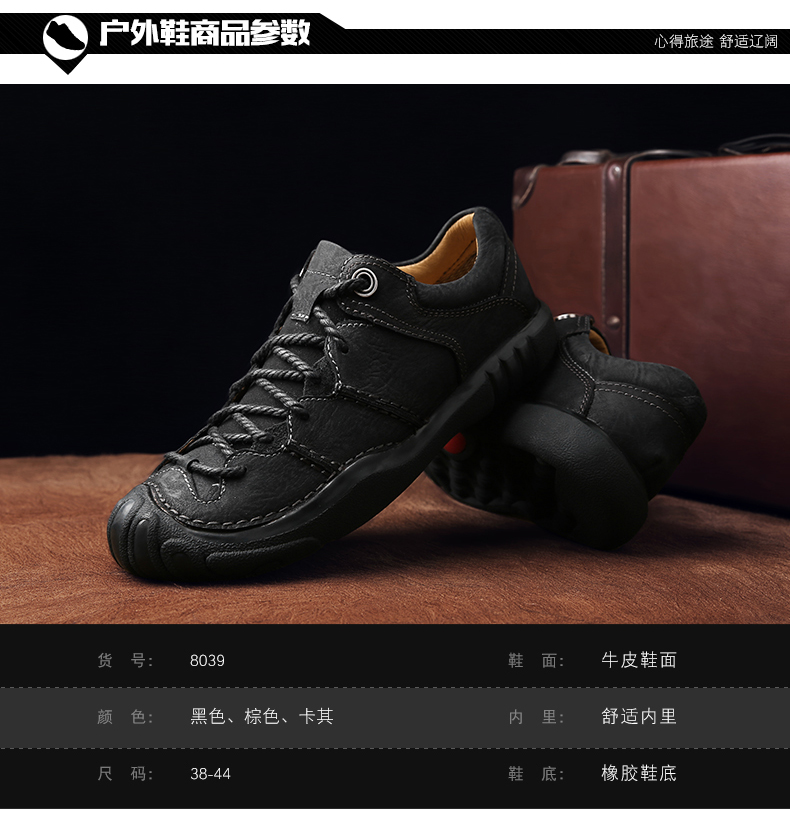 户外鞋商品参数
心得旅途 舒适辽阔
货 号： 8039
鞋 面： 牛皮鞋面
颜 色： 黑色、棕色、卡其
内 里： 舒适内里
尺 码： 38-44
鞋 底： 橡胶鞋底